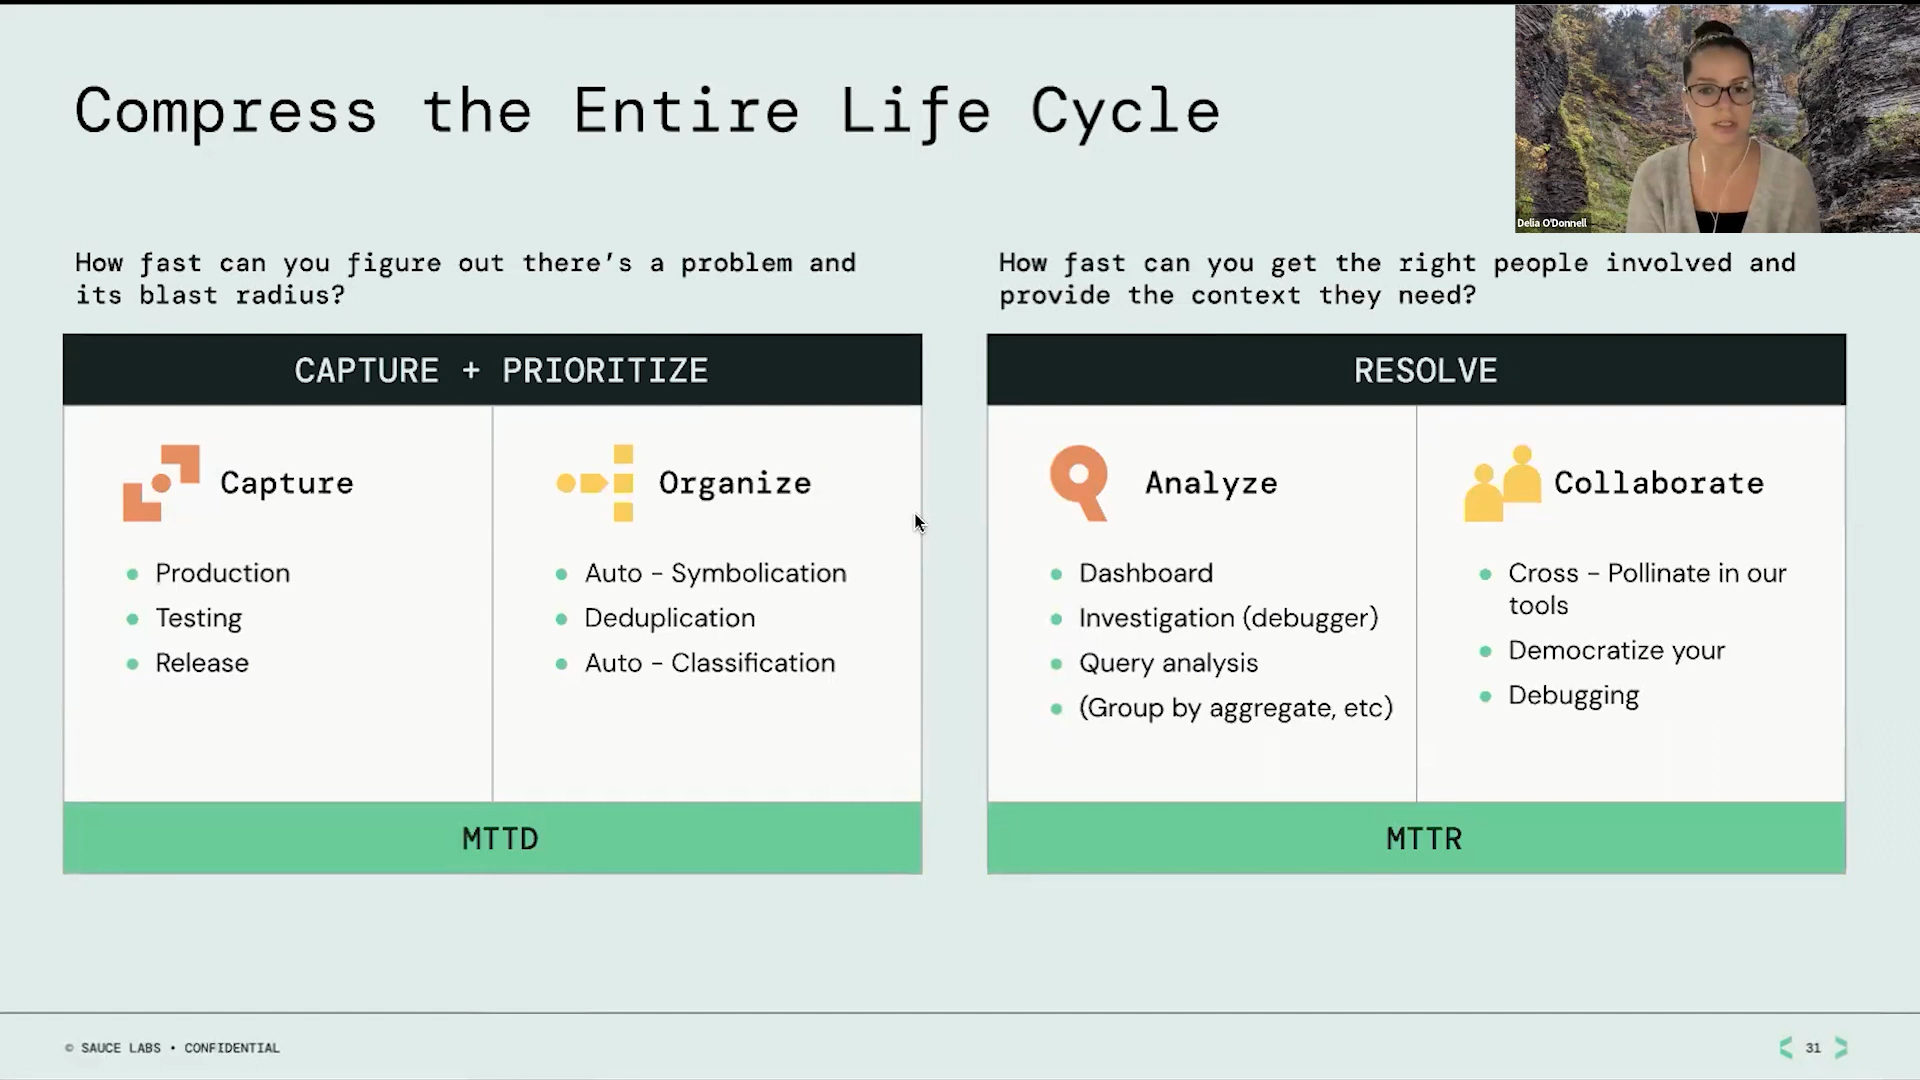 Compress the Entire Life Cycle
Delia O'Donnell
How fast can you figure out there's a problem and
its blast radius?
CAPTURE + PRIORITIZE
Capture
• Production
• Testing
• Release
Organize
• Auto - Symbolication
• Deduplication
• Auto - Classification
MTTD
How fast can you get the right people involved and
provide the context they need?
RESOLVE
Analyze
• Dashboard
• Investigation (debugger)
• Query analysis
• (Group by aggregate, etc)
Collaborate
• Cross - Pollinate in our
tools
• Democratize your
• Debugging
MTTR
© SAUCE LABS • CONFIDENTIAL
< 31 >